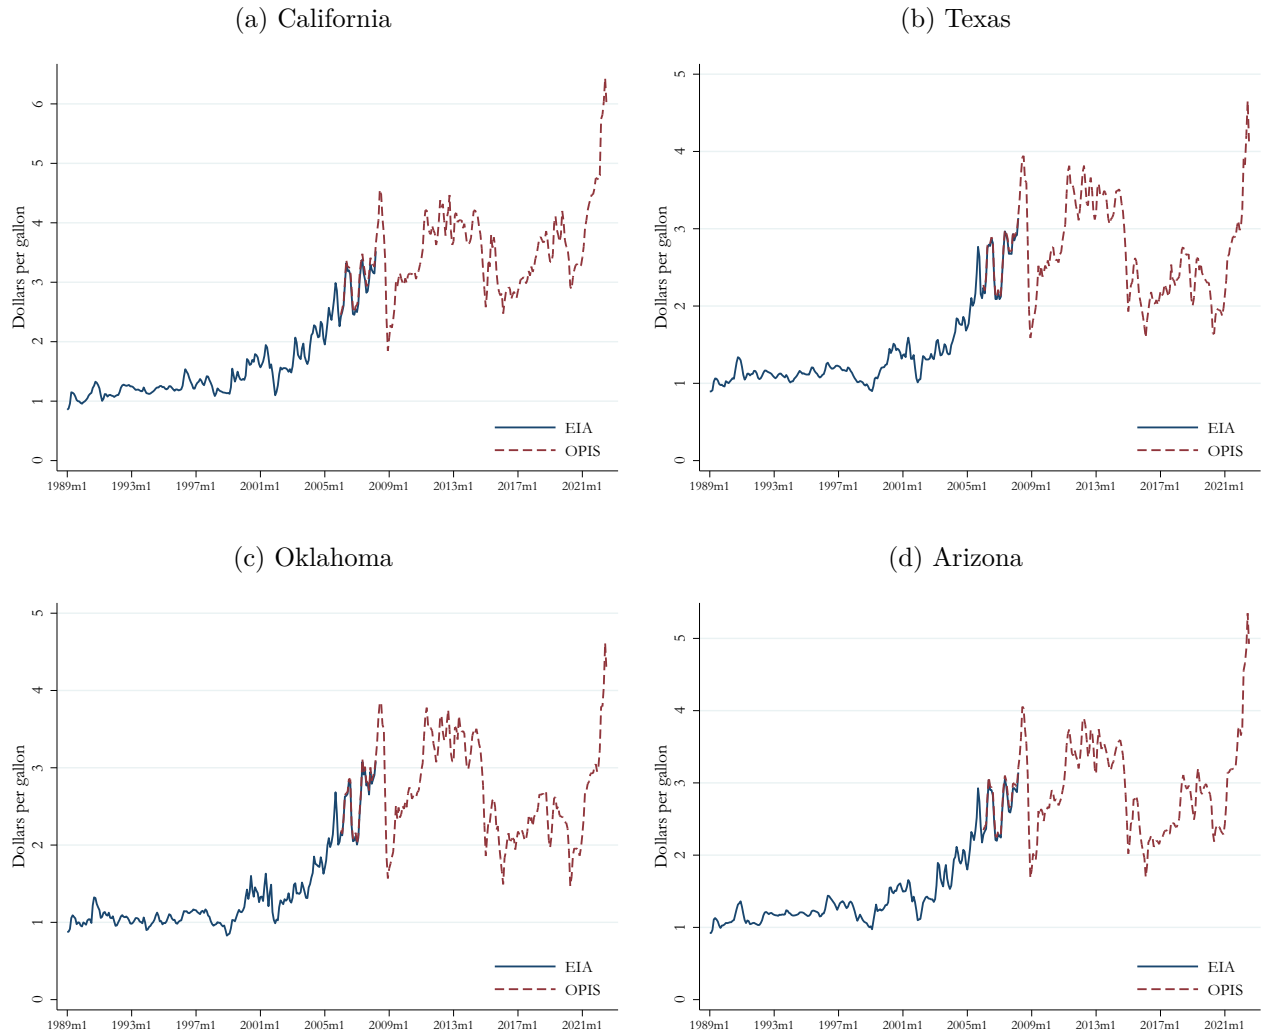 (a) California
Dollars per gallon
6
5
4
3
2
1
0
1989m1 1993m1 1997m1 2001m1 2005m1 2009m1 2013m1 2017m1 2021m1
EIA
OPIS
(b) Texas
Dollars per gallon
5
4
3
2
1
0
1989m1 1993m1 1997m1 2001m1 2005m1 2009m1 2013m1 2017m1 2021m1
EIA
OPIS
(c) Oklahoma
Dollars per gallon
5
4
3
2
1
0
1989m1 1993m1 1997m1 2001m1 2005m1 2009m1 2013m1 2017m1 2021m1
EIA
OPIS
(d) Arizona
Dollars per gallon
5
4
3
2
1
0
1989m1 1993m1 1997m1 2001m1 2005m1 2009m1 2013m1 2017m1 2021m1
EIA
OPIS